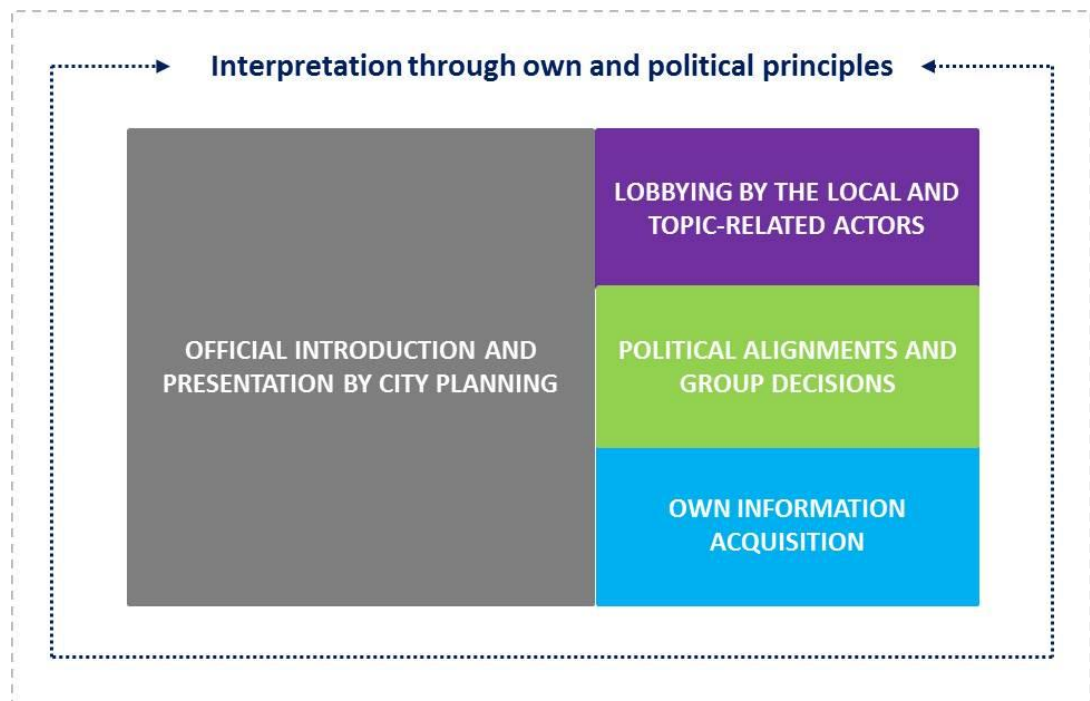 Interpretation through own and political principles
OFFICIAL INTRODUCTION AND
PRESENTATION BY CITY PLANNING
LOBBYING BY THE LOCAL AND
TOPIC-RELATED ACTORS
POLITICAL ALIGNMENTS AND
GROUP DECISIONS
OWN INFORMATION
ACQUISITION